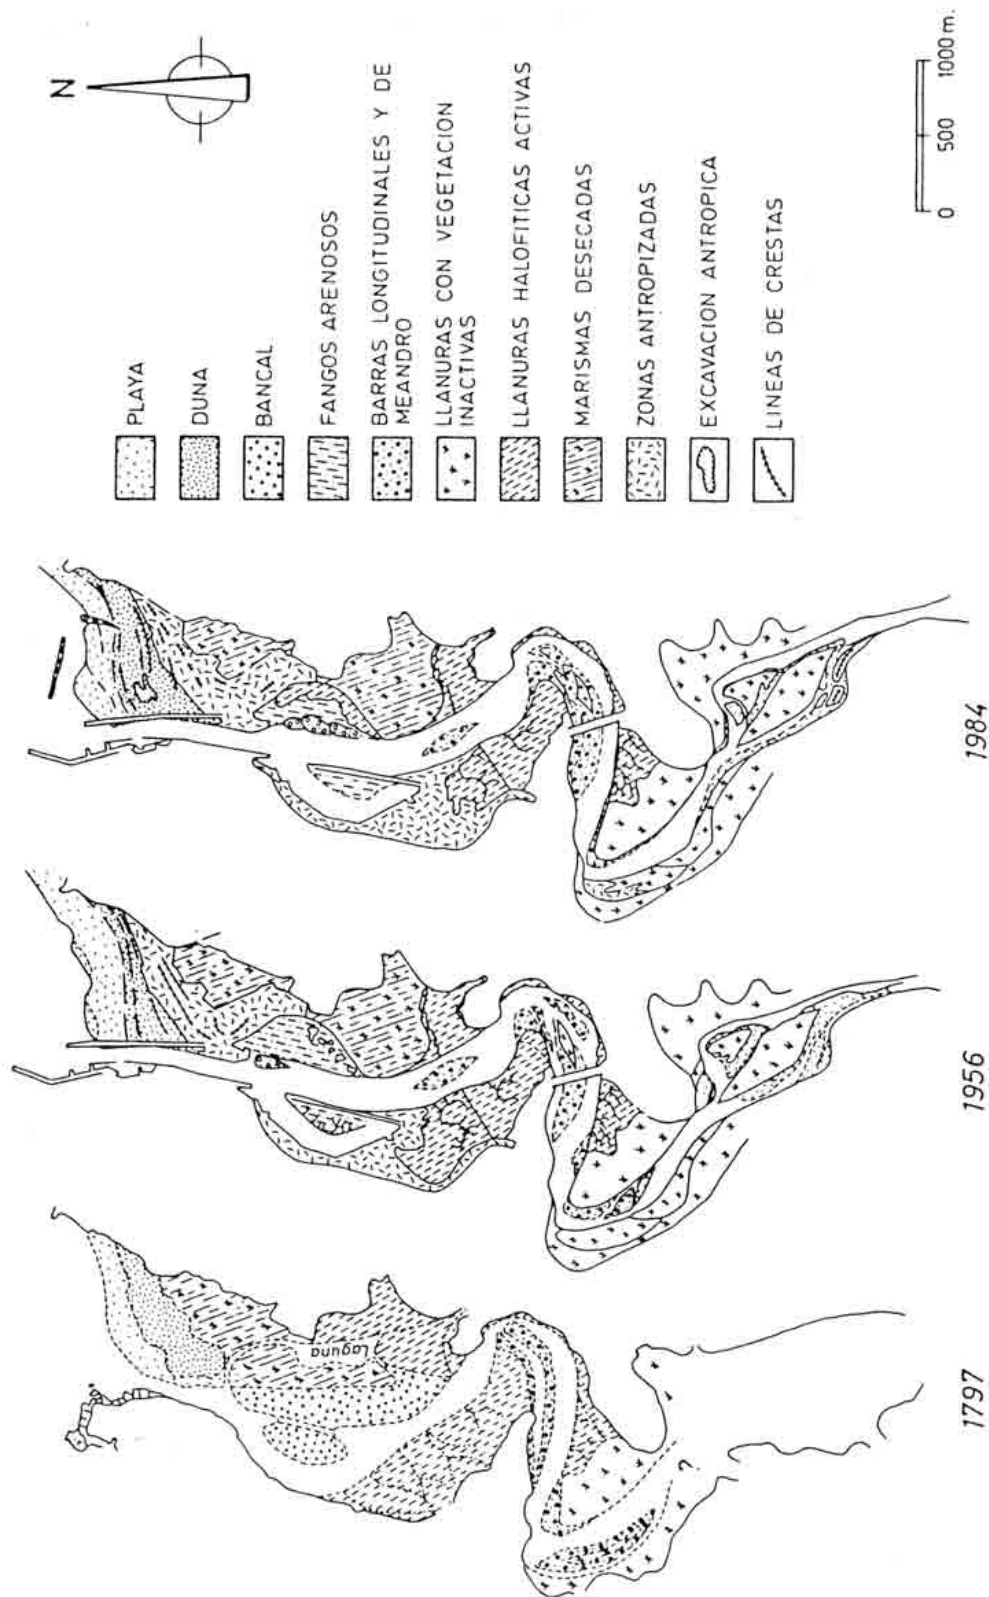 N
PLAYA
DUNA
BANCAL
FANGOS ARENOSOS
BARRAS LONGITUDINALES Y DE
MEANDRO
LLANURAS CON VEGETACION
INACTIVAS
LLANURAS HALOFITICAS ACTIVAS
MARISMAS DESECADAS
ZONAS ANTROPIZADAS
EXCAVACION ANTROPICA
LINEAS DE CRESTAS
0 500 1000 m.
Laguna
1797
1956
1984